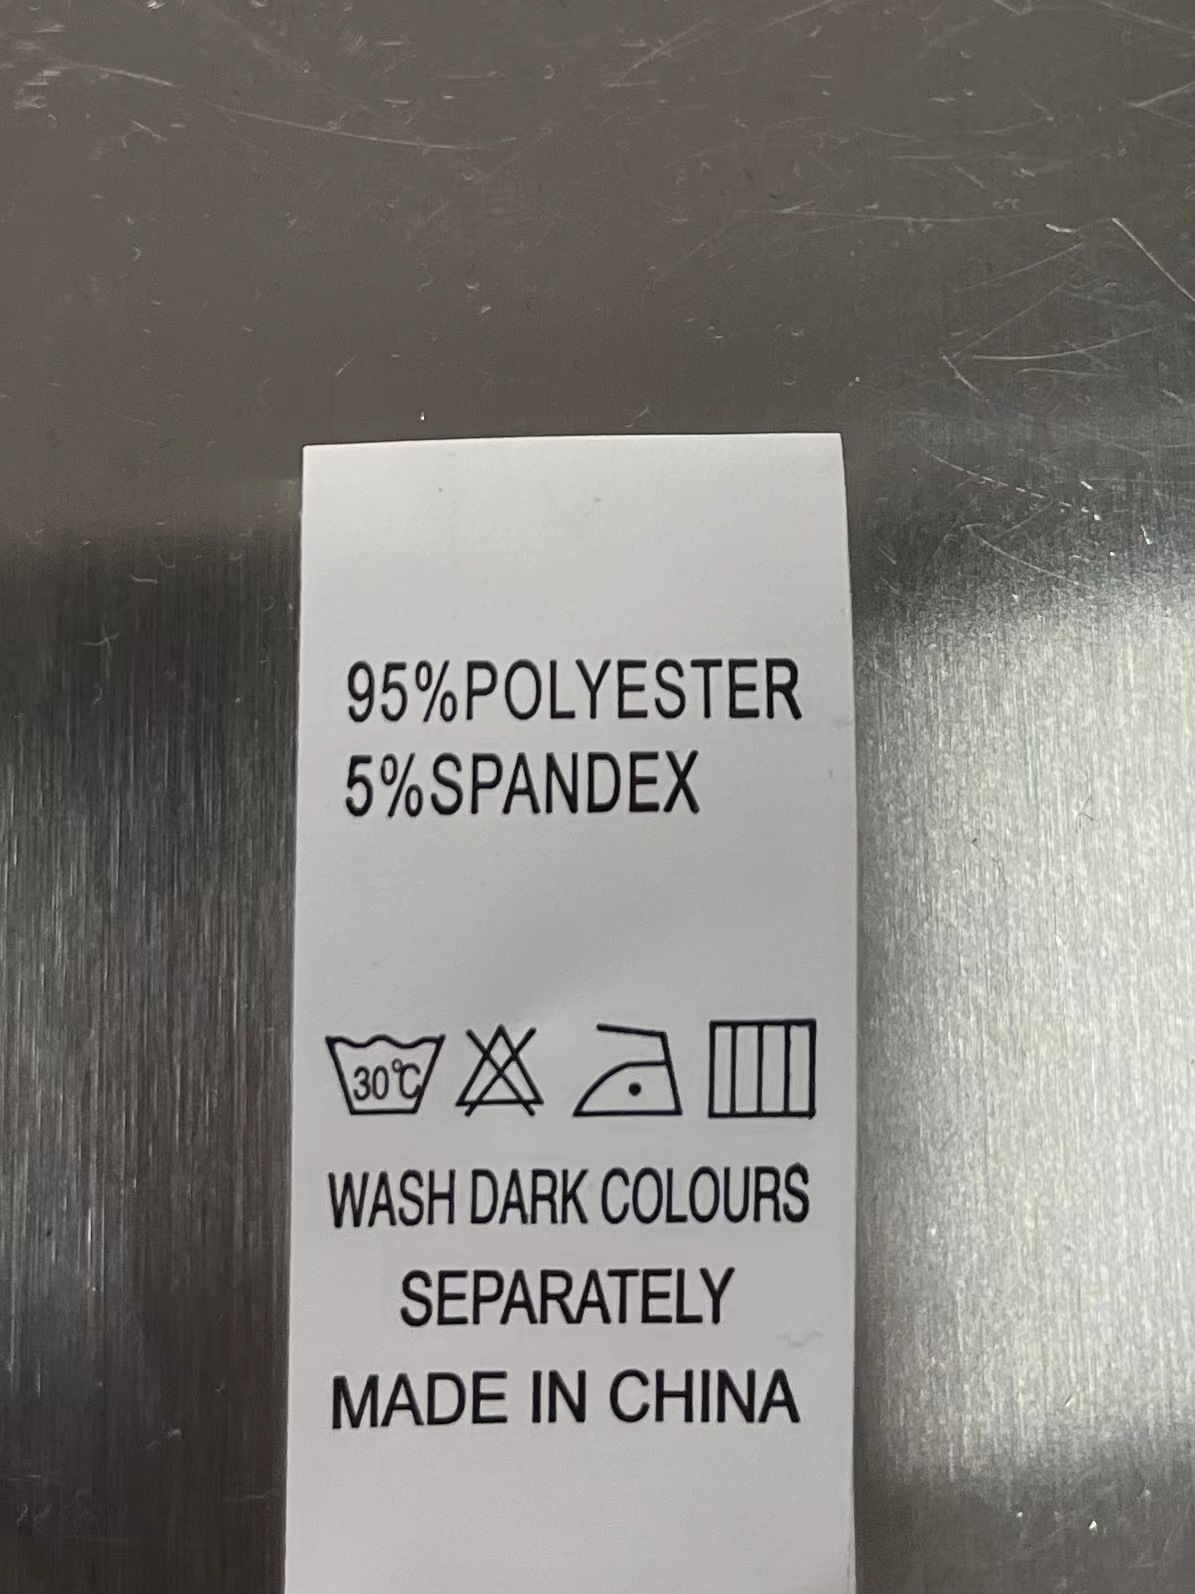 95%POLYESTER
5%SPANDEX
30℃
WASH DARK COLOURS
SEPARATELY
MADE IN CHINA